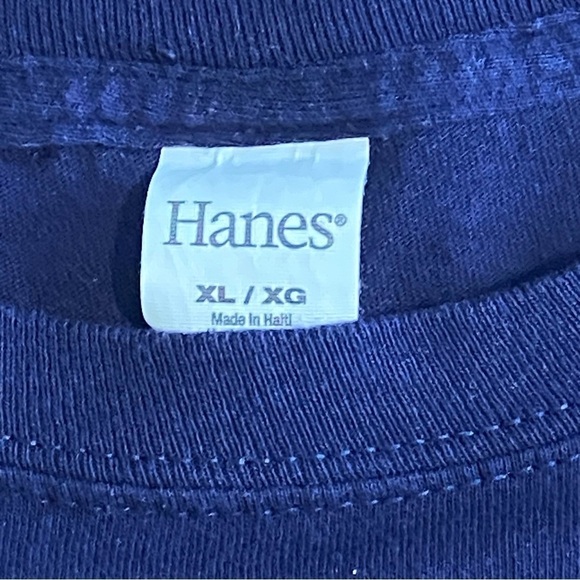 Hanes®
XL / XG
Made In Haiti